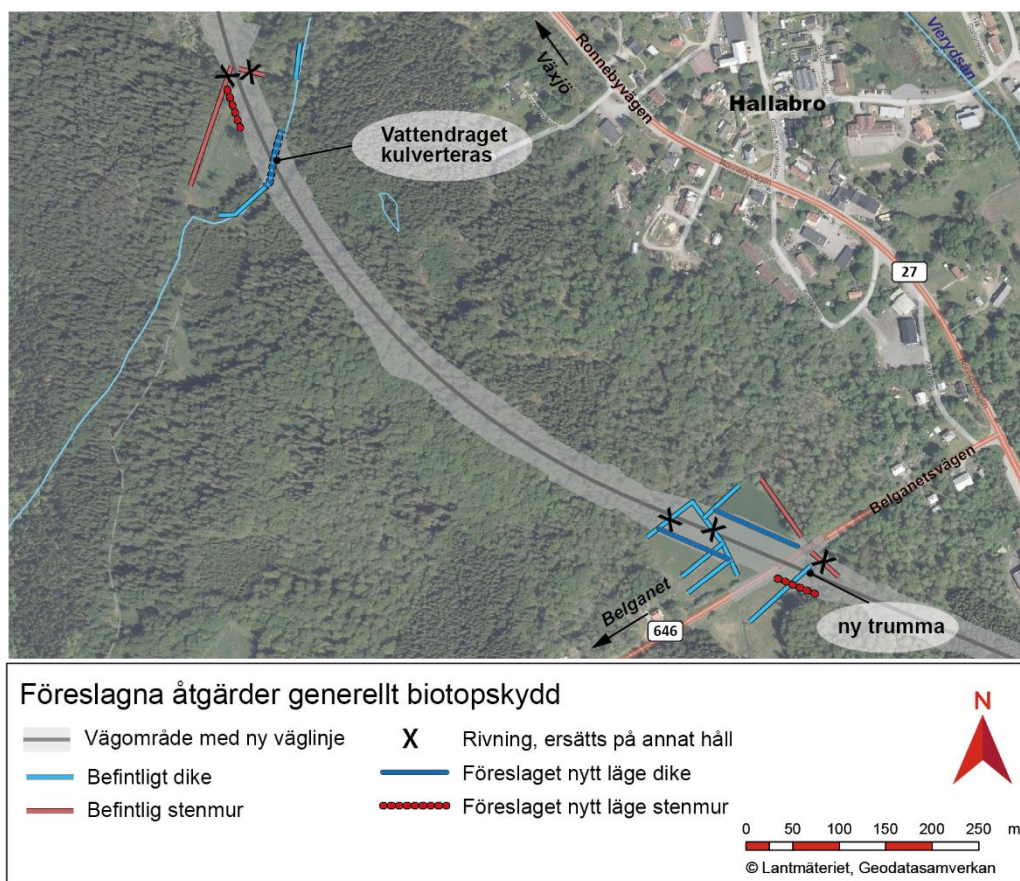 Växjö
Ronnebyvägen
Vierydsån
Hallabro
Vattendraget
kulverteras
Ronnebyvägen
27
Belganetsvägen
Belganet
646
ny trumma
Föreslagna åtgärder generellt biotopskydd
Vägområde med ny väglinje
X Rivning, ersätts på annat håll
Befintligt dike
Föreslaget nytt läge dike
Befintlig stenmur
Föreslaget nytt läge stenmur
N
0 50 100 150 200 250 m
© Lantmäteriet, Geodatasamverkan